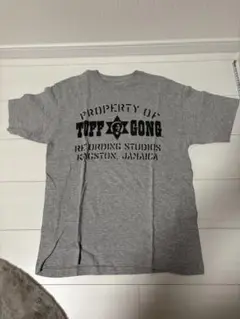 PROPERTY OF
TUFF GONG
RECORDING STUDIOS
KINGSTON, JAMAICA